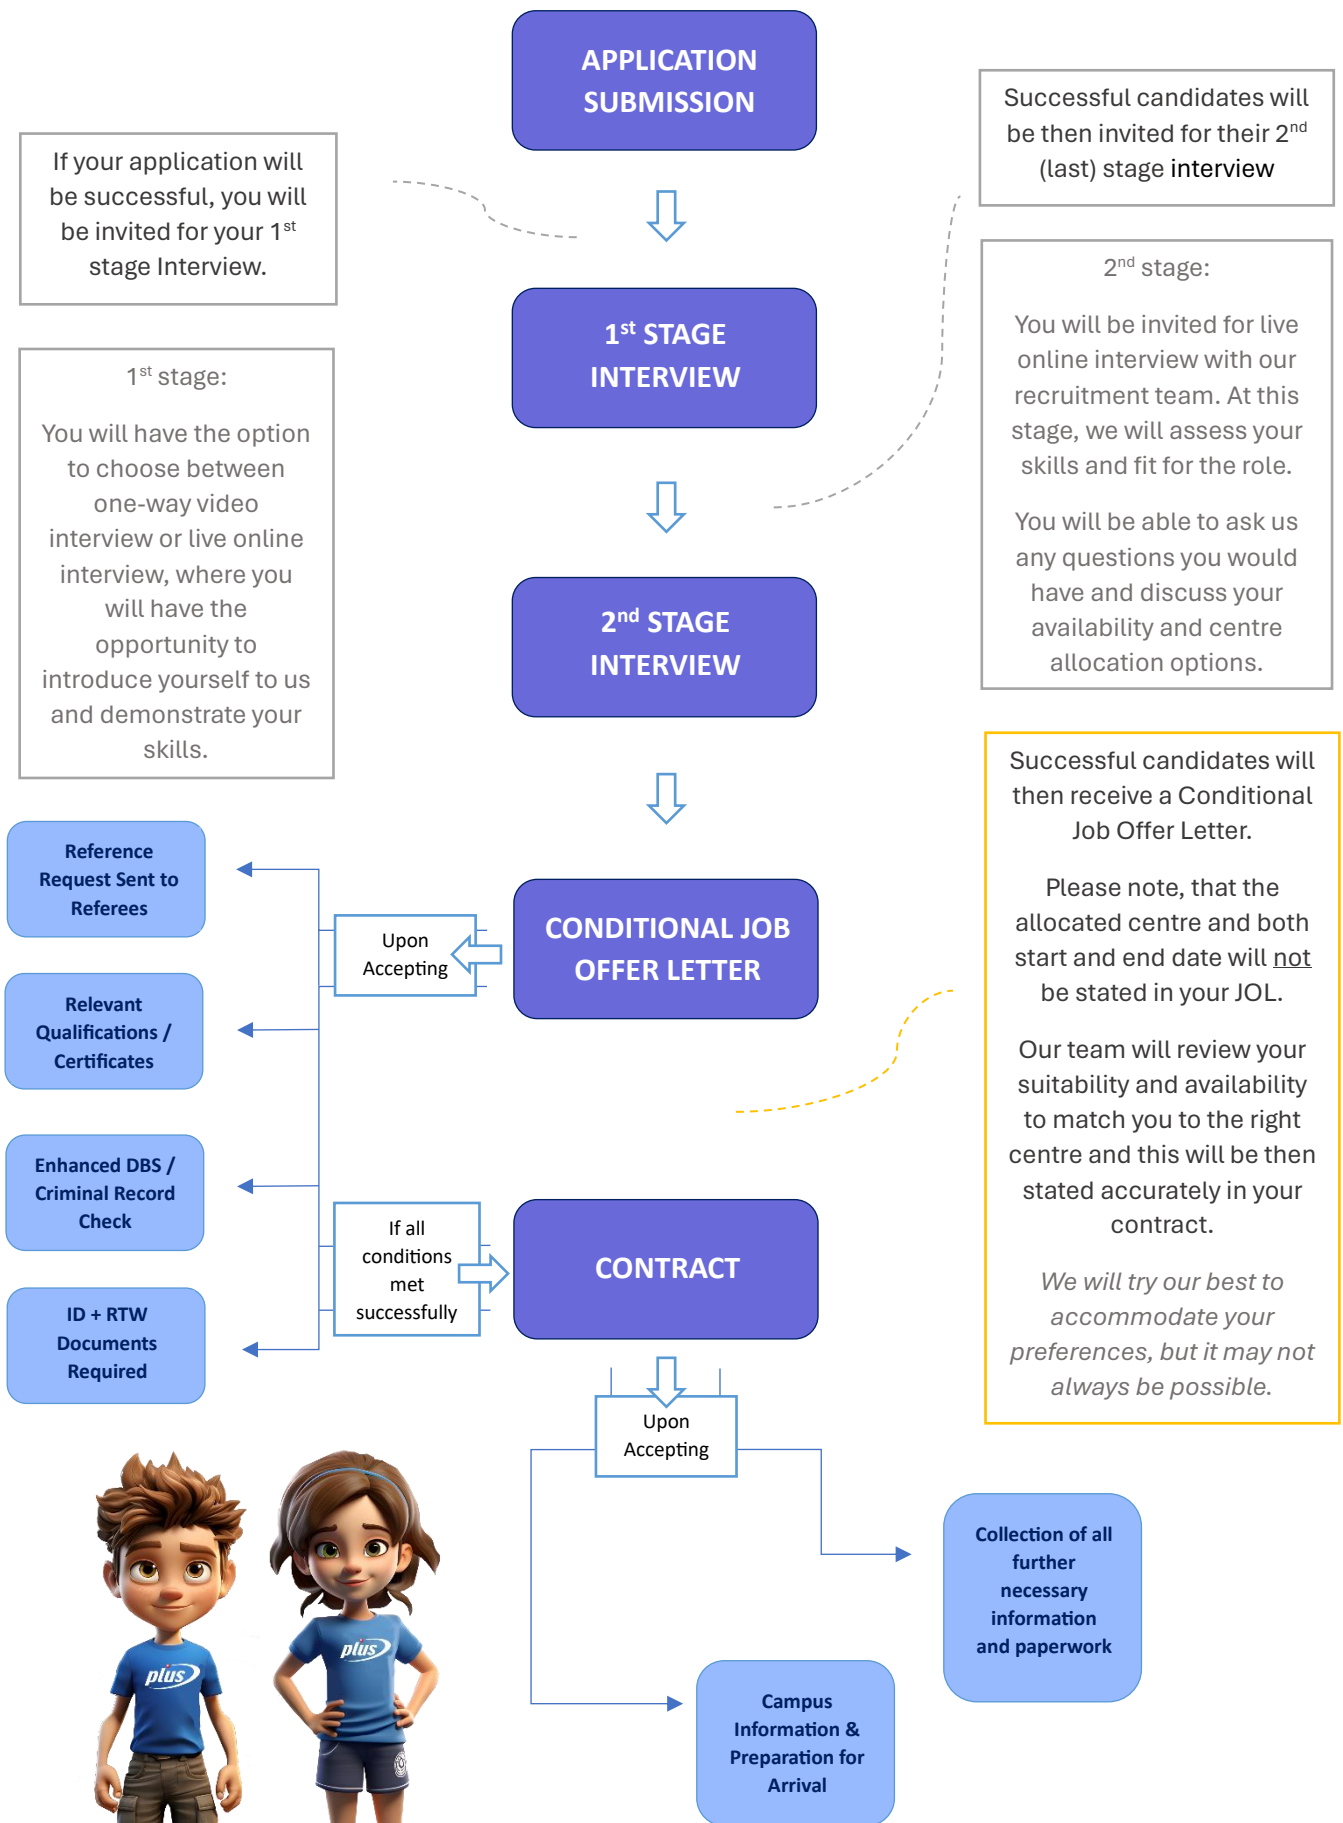 APPLICATION
SUBMISSION
If your application will
be successful, you will
be invited for your 1st
stage Interview.
Successful candidates will
be then invited for their 2nd
(last) stage interview
1st STAGE
INTERVIEW
1st stage:
You will have the option
to choose between
one-way video
interview or live online
interview, where you
will have the
opportunity to
introduce yourself to us
and demonstrate your
skills.
2nd stage:
You will be invited for live
online interview with our
recruitment team. At this
stage, we will assess your
skills and fit for the role.
You will be able to ask us
any questions you would
have and discuss your
availability and centre
allocation options.
2nd STAGE
INTERVIEW
Successful candidates will
then receive a Conditional
Job Offer Letter.
Please note, that the
allocated centre and both
start and end date will not
be stated in your JOL.
Our team will review your
suitability and availability
to match you to the right
centre and this will be then
stated accurately in your
contract.
We will try our best to
accommodate your
preferences, but it may not
always be possible.
CONDITIONAL JOB
OFFER LETTER
Upon
Accepting
Reference
Request Sent to
Referees
Relevant
Qualifications /
Certificates
Enhanced DBS /
Criminal Record
Check
ID + RTW
Documents
Required
If all
conditions
met
successfully
CONTRACT
Upon
Accepting
Collection of all
further
necessary
information
and paperwork
Campus
Information &
Preparation for
Arrival
plus
plus